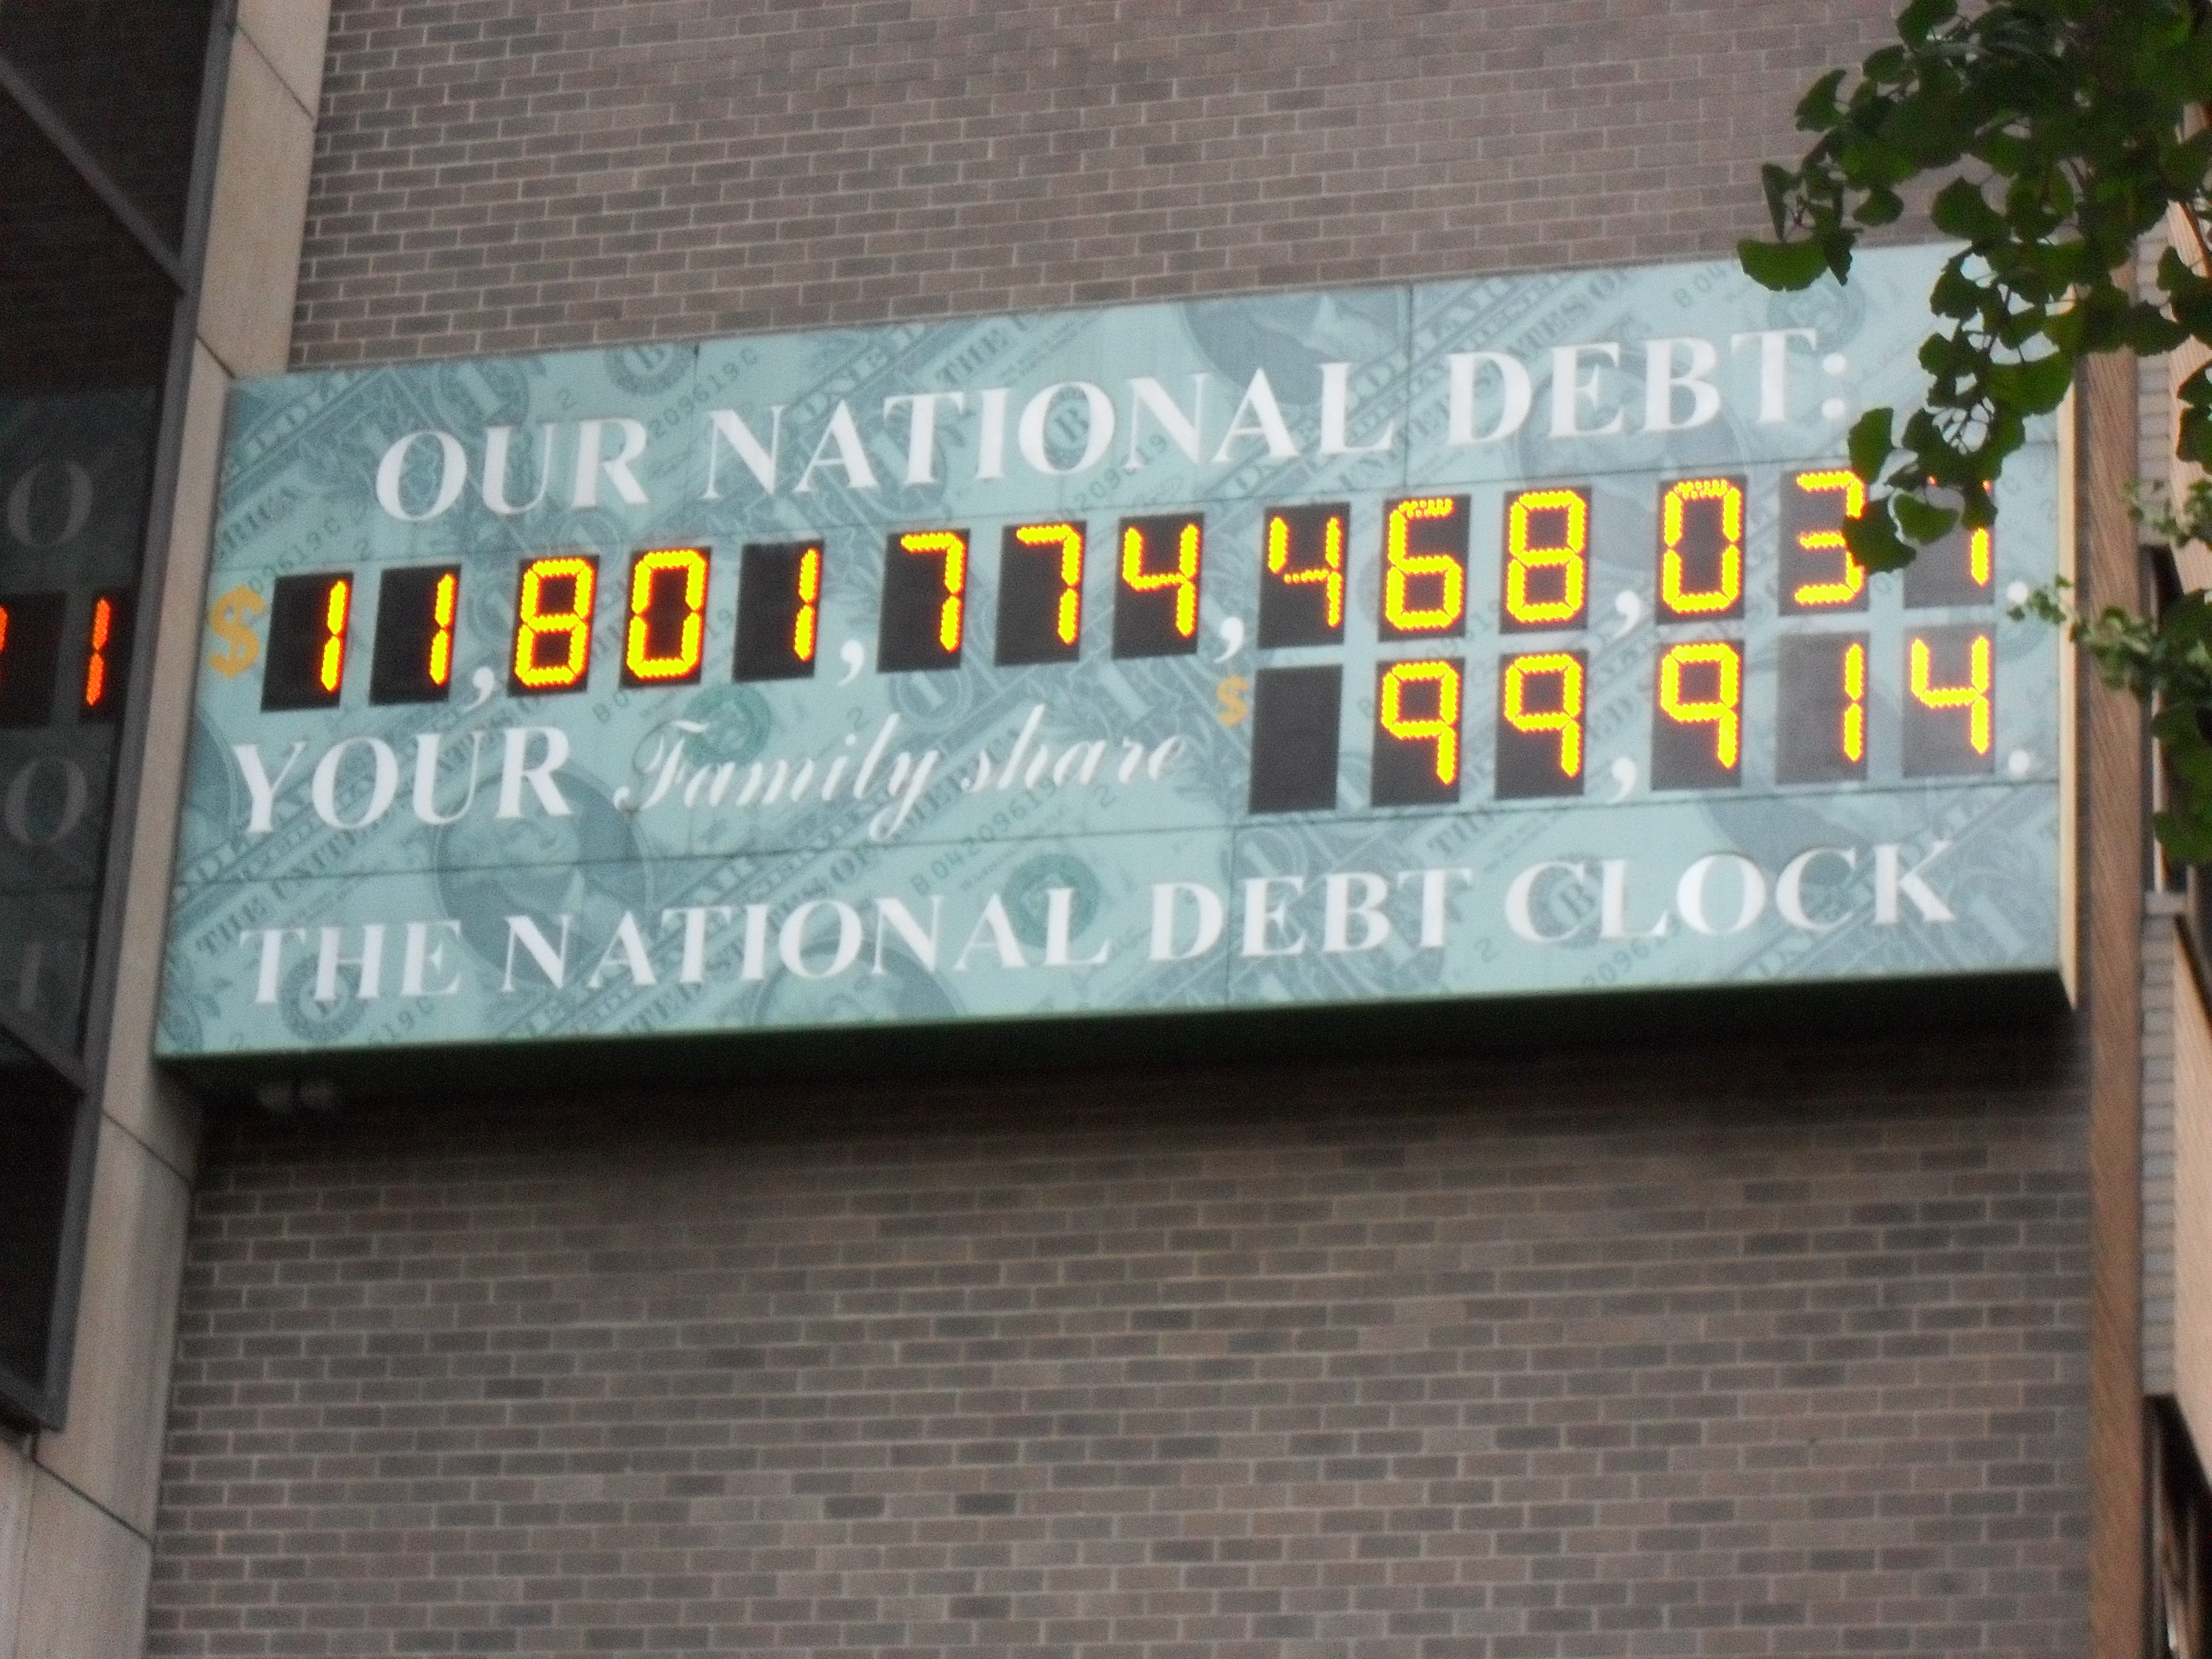 OUR NATIONAL DEBT:
$11,801,774,468,03
YOUR Family share $99,914.
THE NATIONAL DEBT CLOCK